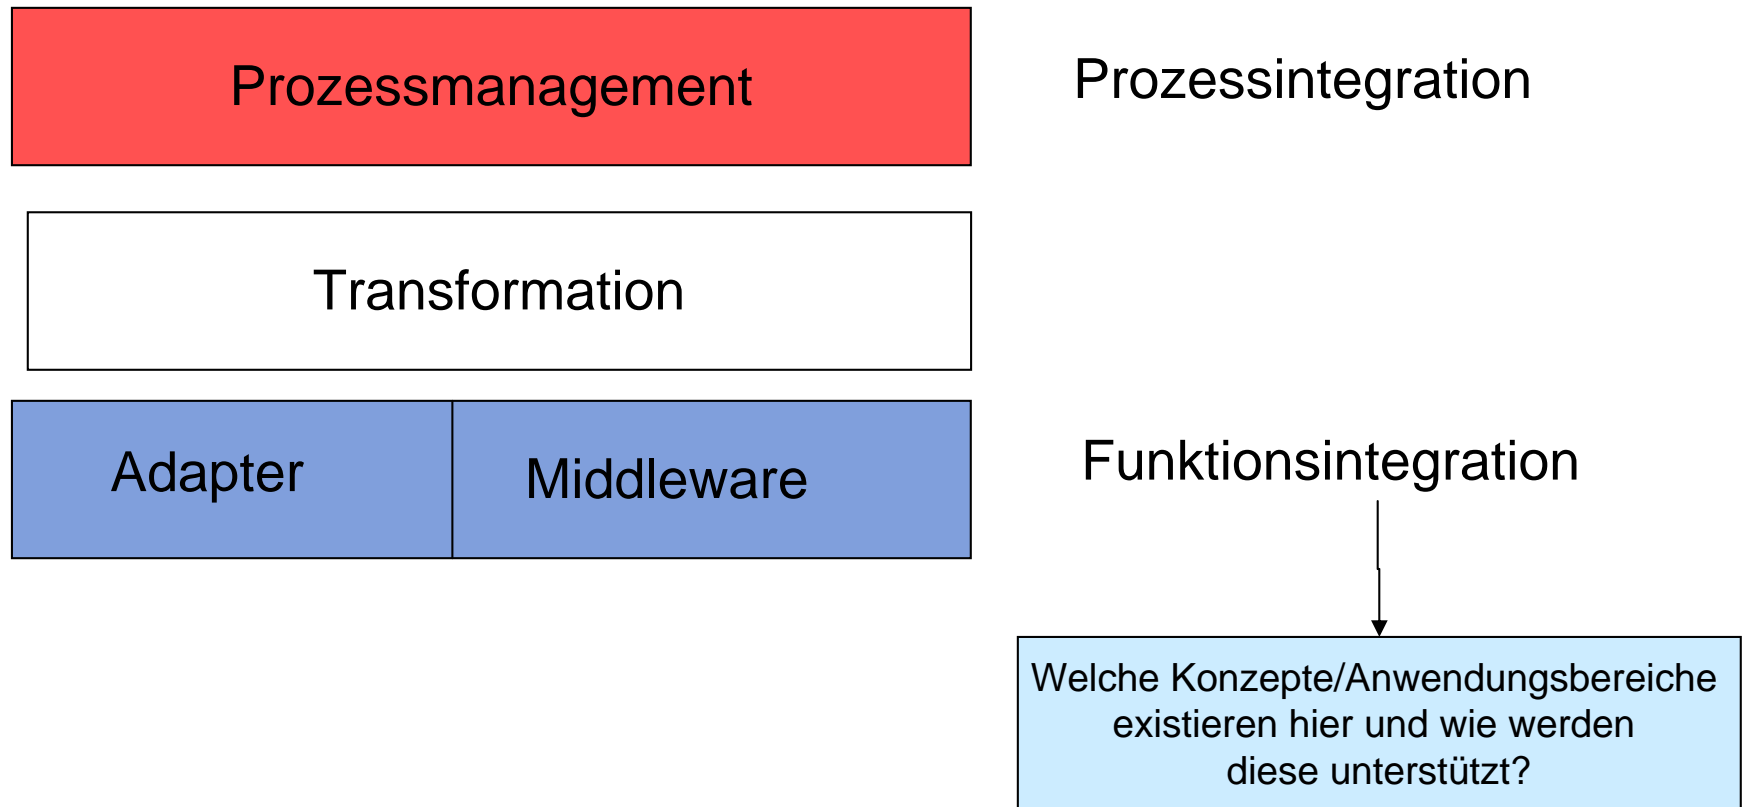 Prozessmanagement
Prozessintegration
Transformation
Adapter
Middleware
Funktionsintegration
Welche Konzepte/Anwendungsbereiche
existieren hier und wie werden
diese unterstützt?